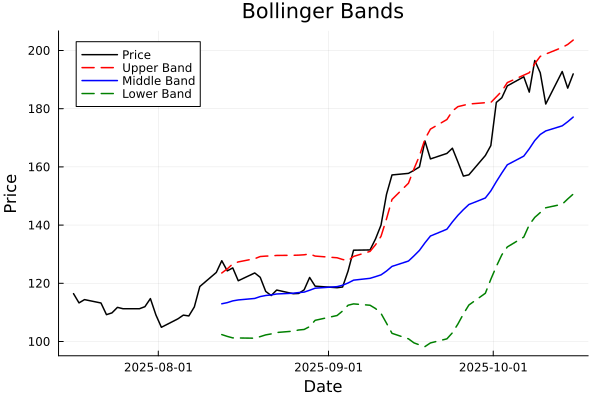 Bollinger Bands
Price
Upper Band
Middle Band
Lower Band
200
180
160
140
120
100
Price
2025-08-01
2025-09-01
2025-10-01
Date